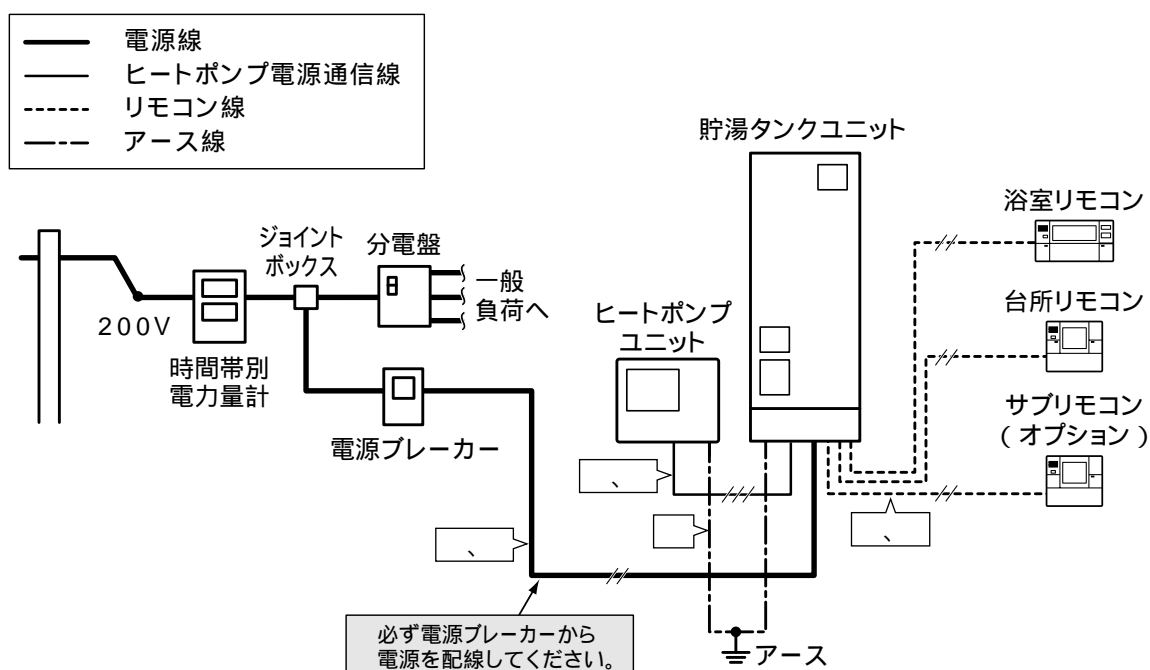 電源線
ヒートポンプ電源通信線
リモコン線
アース線
貯湯タンクユニット
浴室リモコン
ジョイント
ボックス
分電盤
一般
負荷へ
200V
時間帯別
電力量計
ヒートポンプ
ユニット
台所リモコン
電源ブレーカー
サブリモコン
(オプション)
、
、
、
必ず電源ブレーカーから
電源を配線してください。
アース